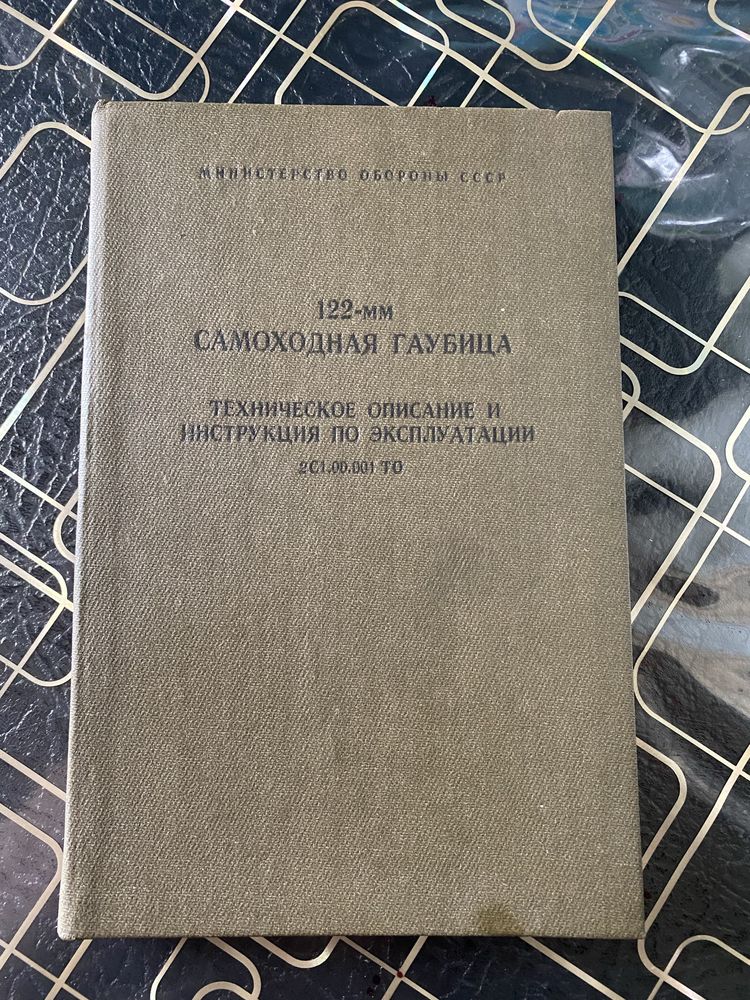 МИНИСТЕРСТВО ОБОРОНЫ СССР
122-мм
САМОХОДНАЯ ГАУБИЦА
ТЕХНИЧЕСКОЕ ОПИСАНИЕ И
ИНСТРУКЦИЯ ПО ЭКСПЛУАТАЦИИ
2С1.00.001 ТО